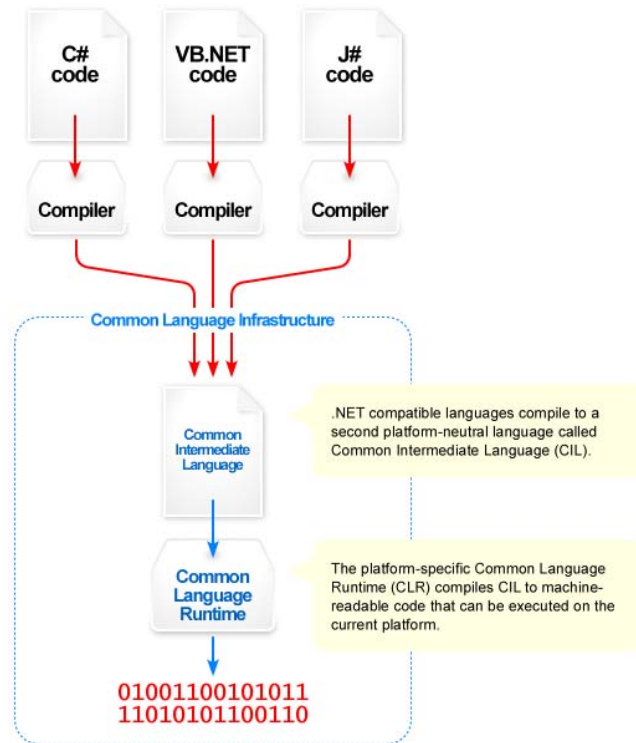 C#
code
VB.NET
code
J#
code
Compiler
Compiler
Compiler
Common Language Infrastructure
Common
Intermediate
Language
.NET compatible languages compile to a
second platform-neutral language called
Common Intermediate Language (CIL).
Common
Language
Runtime
The platform-specific Common Language
Runtime (CLR) compiles CIL to machine-
readable code that can be executed on the
current platform.
01001100101011
11010101100110